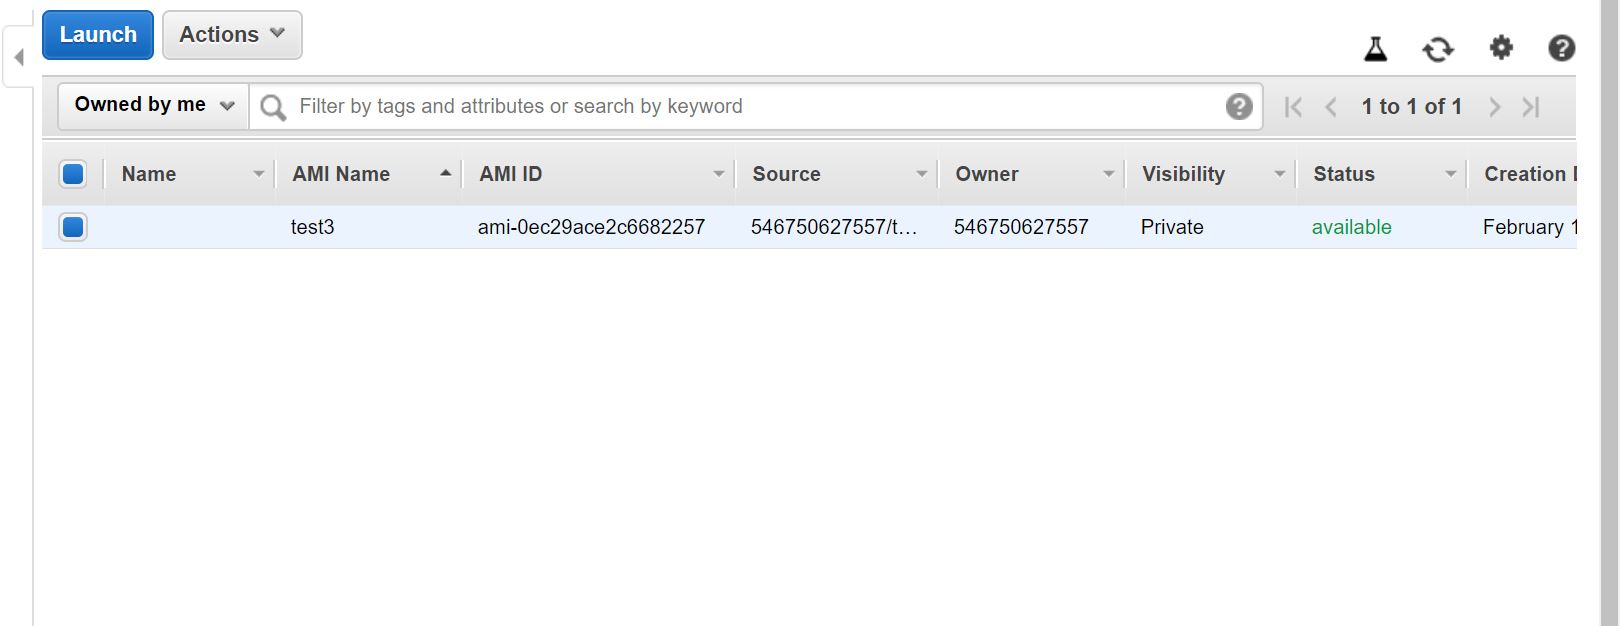 Launch Actions
Owned by me Filter by tags and attributes or search by keyword ? 1 to 1 of 1 ?
Name AMI Name AMI ID Source Owner Visibility Status Creation
test3 ami-0ec29ace2c6682257 546750627557/t... 546750627557 Private available February 1